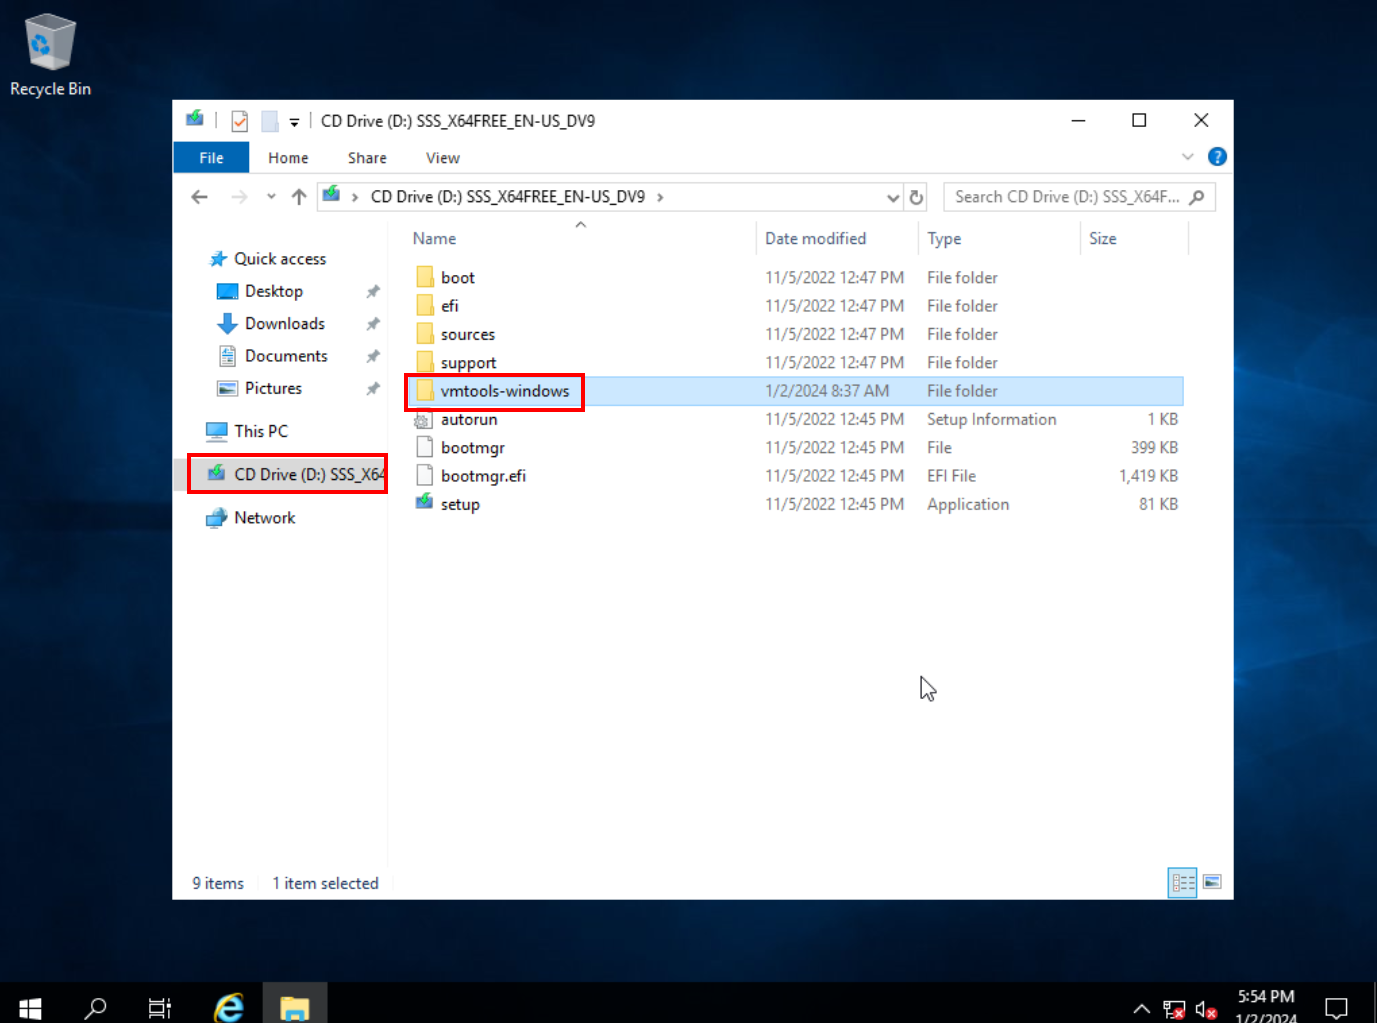 Recycle Bin
CD Drive (D:) SSS_X64FREE_EN-US_DV9
File Home Share View
CD Drive (D:) SSS_X64FREE_EN-US_DV9
Search CD Drive (D:) SSS_X64F...
Name Date modified Type Size
Quick access
Desktop
Downloads
Documents
Pictures
This PC
CD Drive (D:) SSS_X64
Network
boot 11/5/2022 12:47 PM File folder
efi 11/5/2022 12:47 PM File folder
sources 11/5/2022 12:47 PM File folder
support 11/5/2022 12:47 PM File folder
vmtools-windows 1/2/2024 8:37 AM File folder
autorun 11/5/2022 12:45 PM Setup Information 1 KB
bootmgr 11/5/2022 12:45 PM File 399 KB
bootmgr.efi 11/5/2022 12:45 PM EFI File 1,419 KB
setup 11/5/2022 12:45 PM Application 81 KB
9 items 1 item selected
5:54 PM
1/2/2024